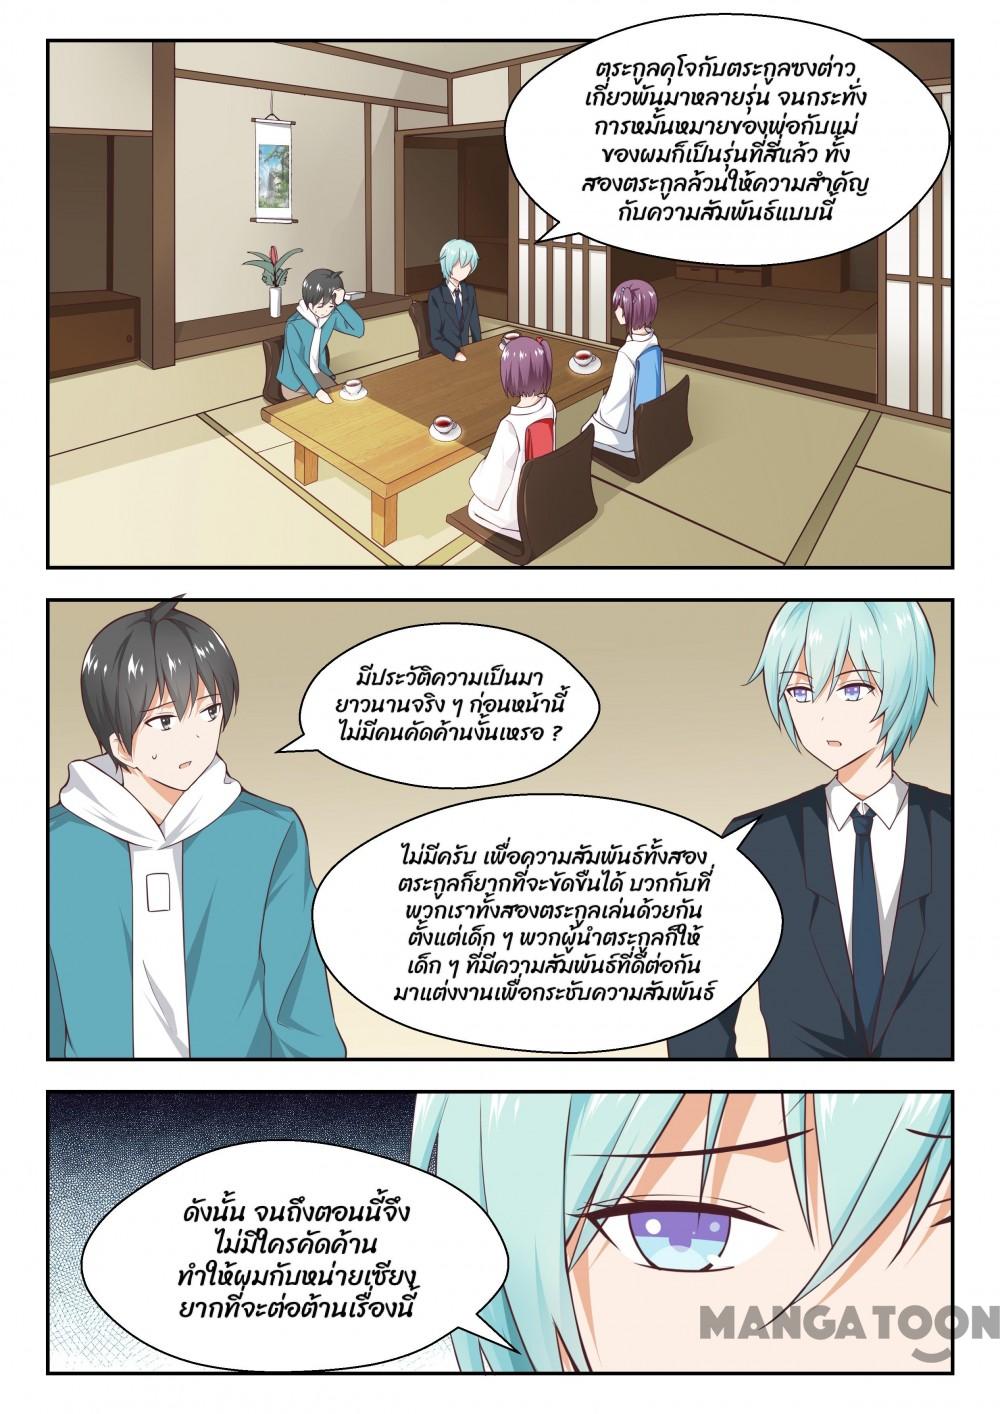 ตระกูลคุโจกับตระกูลซงต่าว
เกี่ยวพันมาหลายรุ่น จนกระทั่ง
การหมั้นหมายของพ่อกับแม่
ของผมก็เป็นรุ่นที่สี่แล้ว ทั้ง
สองตระกูลล้วนให้ความสำคัญ
กับความสัมพันธ์แบบนี้
มีประวัติความเป็นมา
ยาวนานจริง ๆ ก่อนหน้านี้
ไม่มีคนคัดค้านงั้นเหรอ ?
ไม่มีครับ เพื่อความสัมพันธ์ทั้งสอง
ตระกูลก็ยากที่จะขัดขืนได้ บวกกับที่
พวกเราทั้งสองตระกูลเล่นด้วยกัน
ตั้งแต่เด็ก ๆ พวกผู้นำตระกูลก็ให้
เด็ก ๆ ที่มีความสัมพันธ์ที่ดีต่อกัน
มาแต่งงานเพื่อกระชับความสัมพันธ์
ดังนั้น จนถึงตอนนี้จึง
ไม่มีใครคัดค้าน
ทำให้ผมกับหน่ายเซียง
ยากที่จะต่อต้านเรื่องนี้
MANGATOON